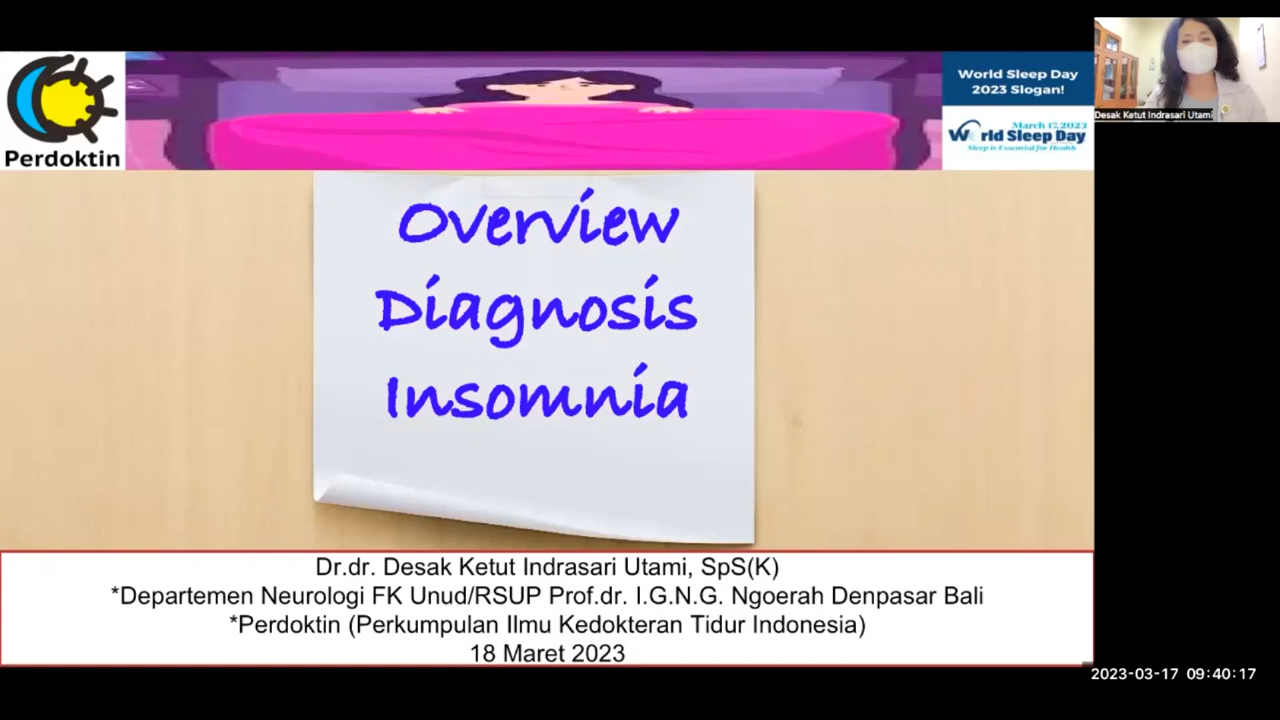 Perdoktin
World Sleep Day
2023 Slogan!
March 17, 2023
World Sleep Day
Sleep is Essential for Health
Desak Ketut Indrasari Utami
Overview
Diagnosis
Insomnia
Dr.dr. Desak Ketut Indrasari Utami, SpS(K)
*Departemen Neurologi FK Unud/RSUP Prof.dr. I.G.N.G. Ngoerah Denpasar Bali
*Perdoktin (Perkumpulan Ilmu Kedokteran Tidur Indonesia)
18 Maret 2023
2023-03-17 09:40:17